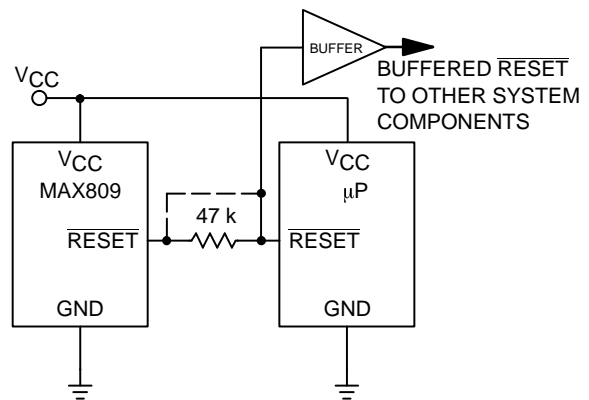 BUFFER
BUFFERED RESET
TO OTHER SYSTEM
COMPONENTS
VCC
VCC
MAX809
RESET
GND
47 k
VCC
μP
RESET
GND